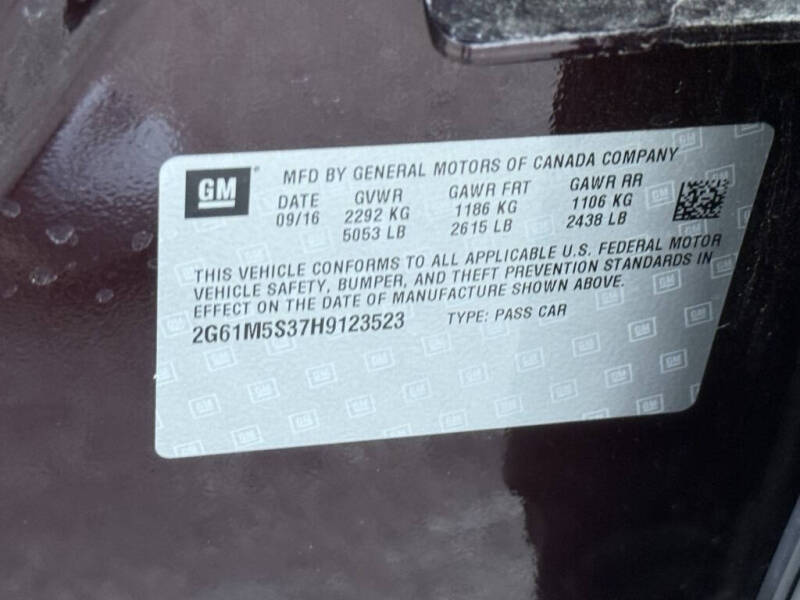 GM
MFD BY GENERAL MOTORS OF CANADA COMPANY
DATE GVWR GAWR FRT GAWR RR
09/16 2292 KG 1186 KG 1106 KG
5053 LB 2615 LB 2438 LB
THIS VEHICLE CONFORMS TO ALL APPLICABLE U.S. FEDERAL MOTOR
VEHICLE SAFETY, BUMPER, AND THEFT PREVENTION STANDARDS IN
EFFECT ON THE DATE OF MANUFACTURE SHOWN ABOVE.
2G61M5S37H9123523 TYPE: PASS CAR